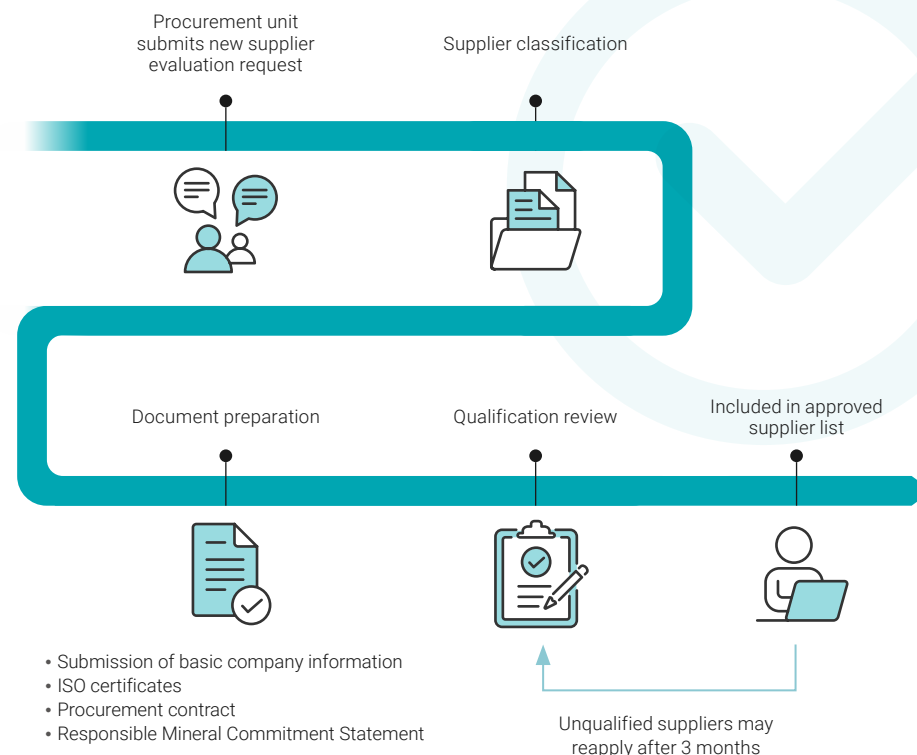 Procurement unit
submits new supplier
evaluation request
Supplier classification
Document preparation
Qualification review
Included in approved
supplier list
• Submission of basic company information
• ISO certificates
• Procurement contract
• Responsible Mineral Commitment Statement
Unqualified suppliers may
reapply after 3 months